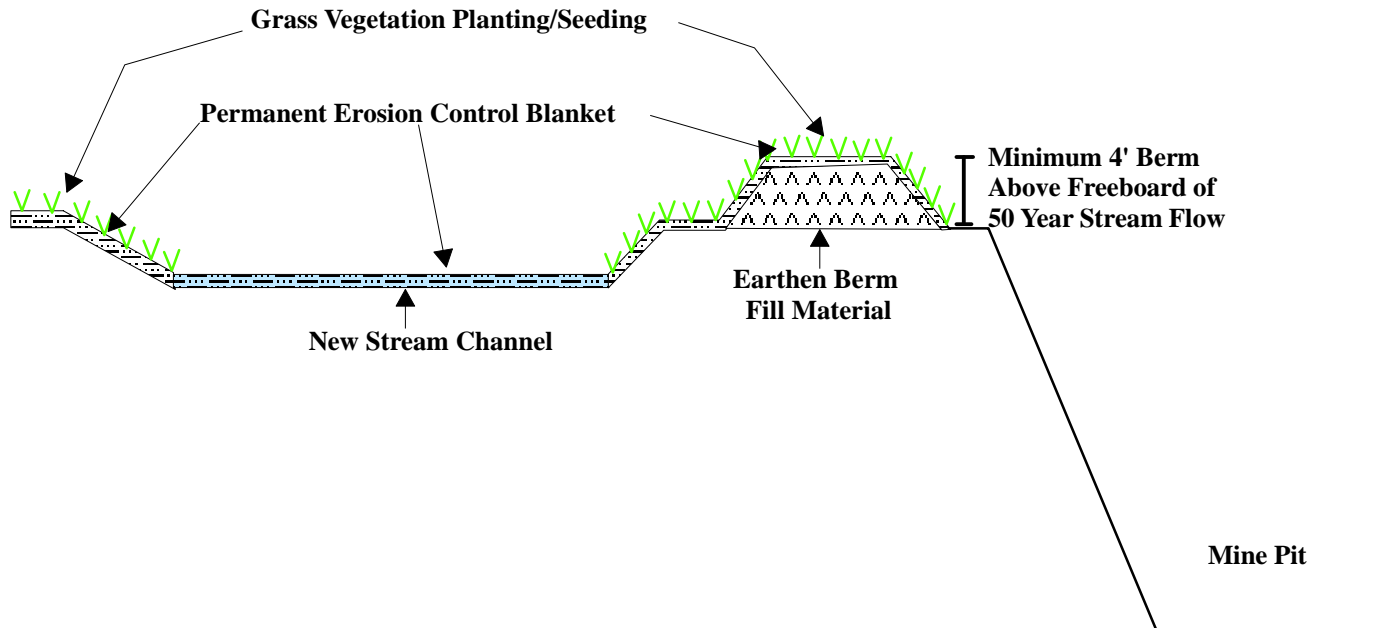 Grass Vegetation Planting/Seeding
Permanent Erosion Control Blanket
Minimum 4' Berm
Above Freeboard of
50 Year Stream Flow
Earthen Berm
Fill Material
New Stream Channel
Mine Pit